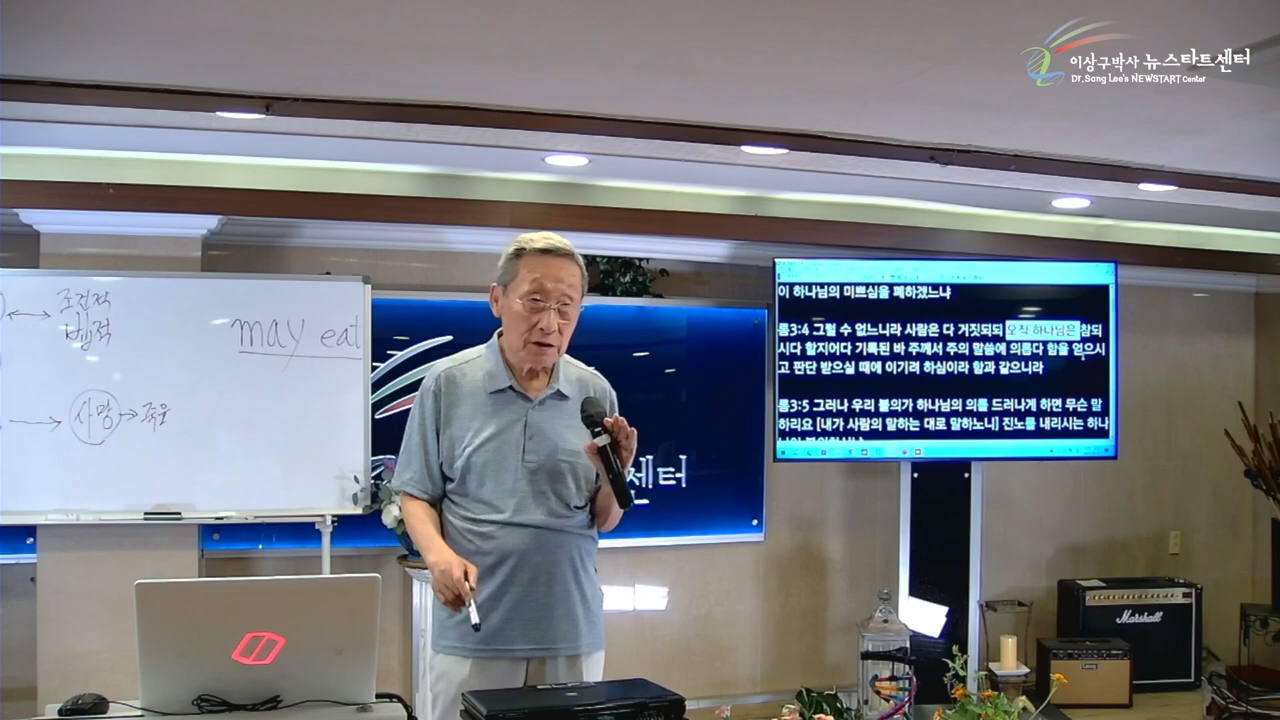 이상구박사 뉴스타트센터
Dr. Sang Lee's NEWSTART Center
조건적
법적
may eat
사망
죽음
센터
이 하나님의 미쁘심을 폐하겠느냐
롬3:4 그럴 수 없느니라 사람은 다 거짓되되 오직 하나님은 참되
시다 할지어다 기록된 바 주께서 주의 말씀에 의롭다 함을 얻으시
고 판단 받으실 때에 이기려 하심이라 함과 같으니라
롬3:5 그러나 우리 불의가 하나님의 의를 드러나게 하면 무슨 말
하리요 [내가 사람의 말하는 대로 말하노니] 진노를 내리시는 하나
Marshall
Laney